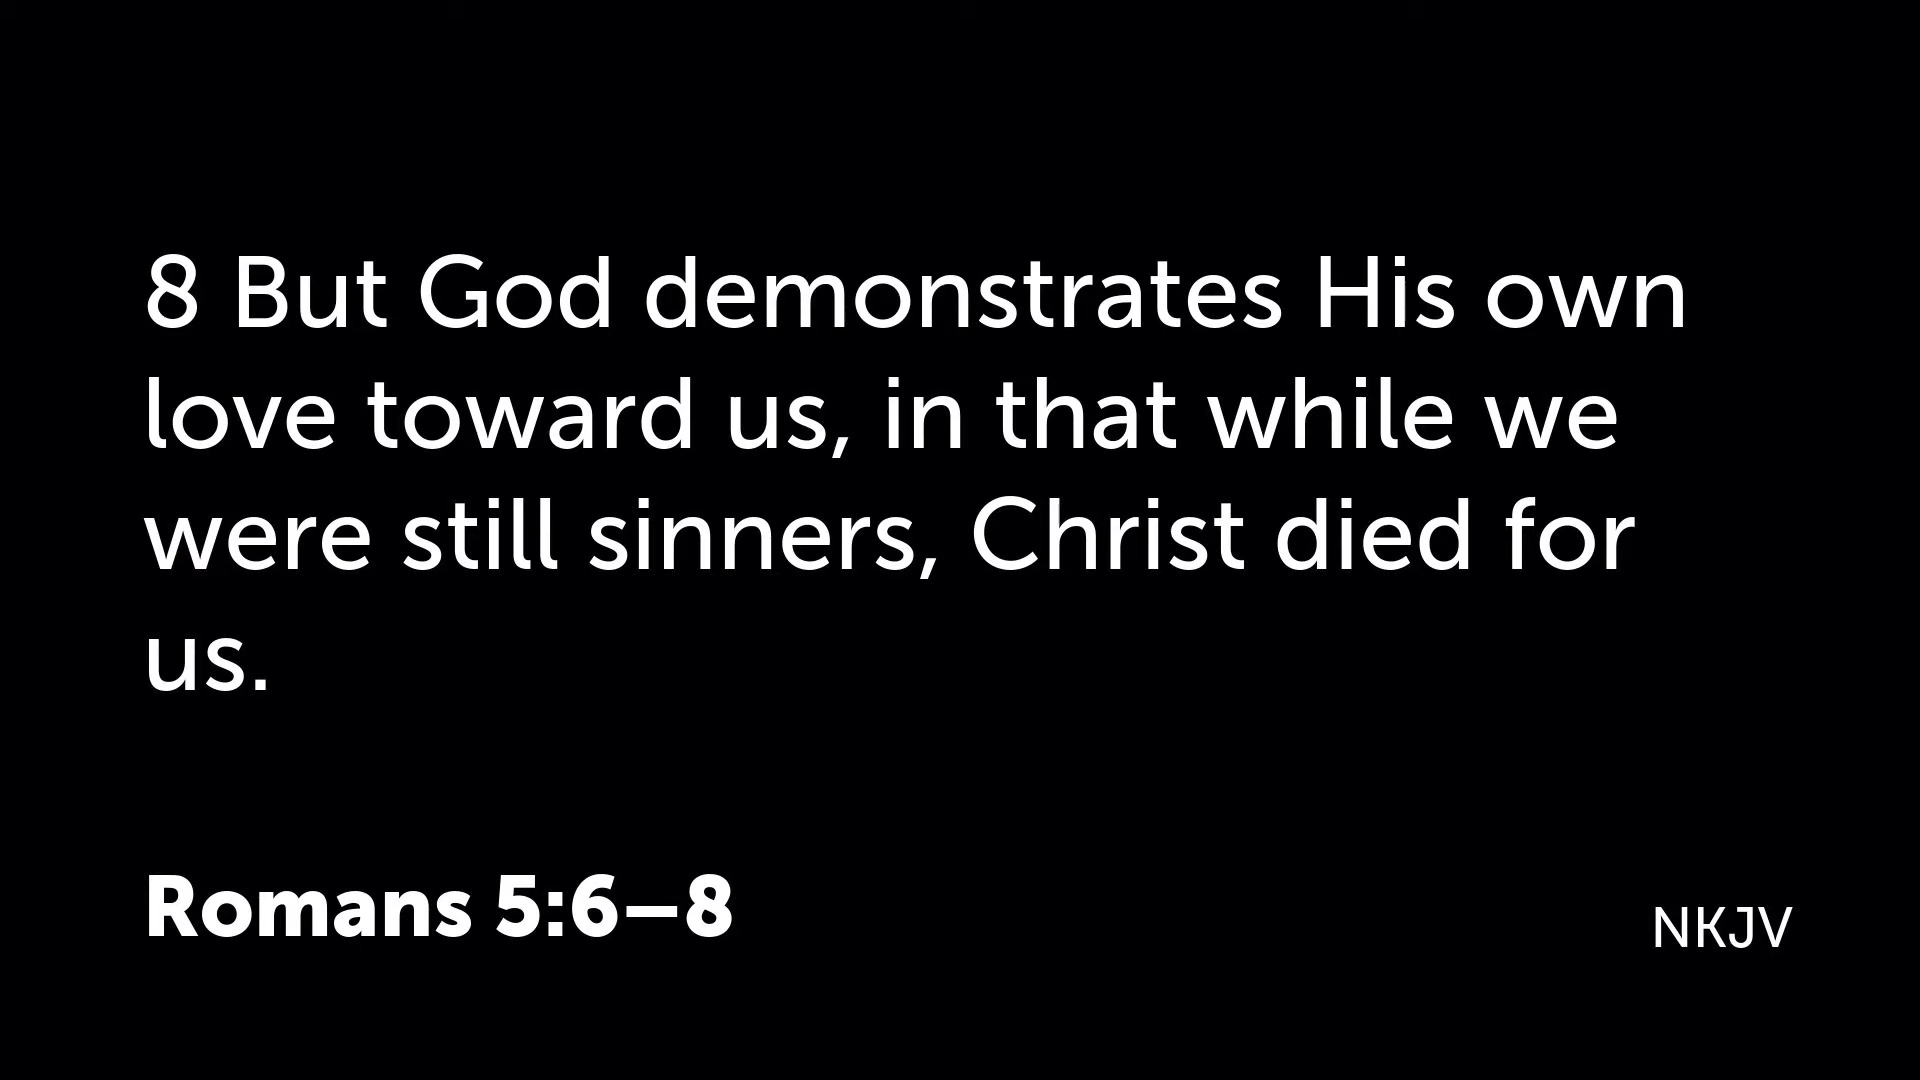 8 But God demonstrates His own
love toward us, in that while we
were still sinners, Christ died for
us.
Romans 5:6–8
NKJV